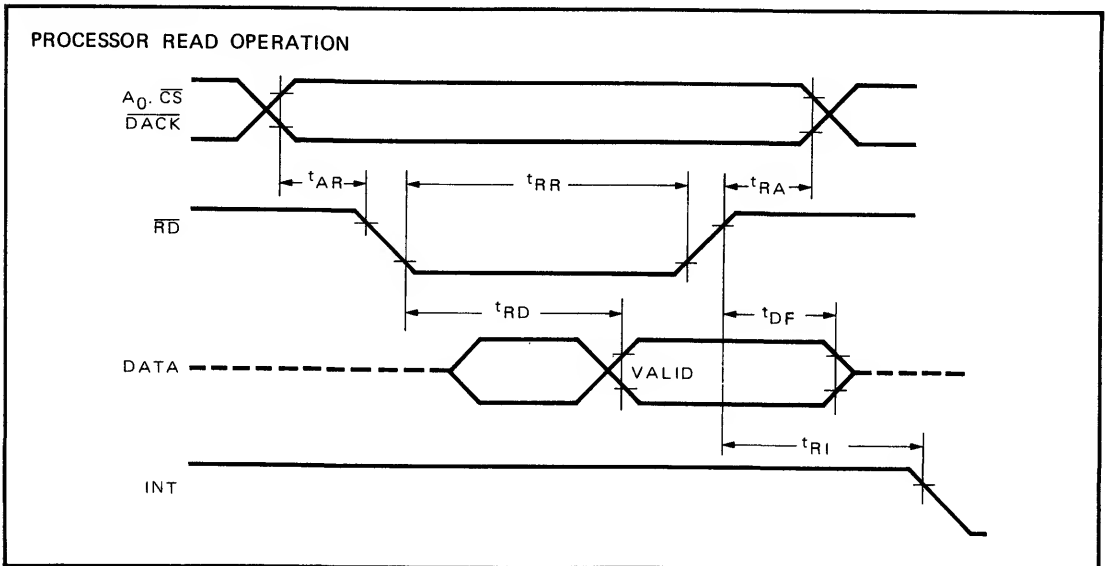 PROCESSOR READ OPERATION
A0. CS
DACK
tAR
tRR
tRA
RD
tRD
tDF
DATA
VALID
tRI
INT